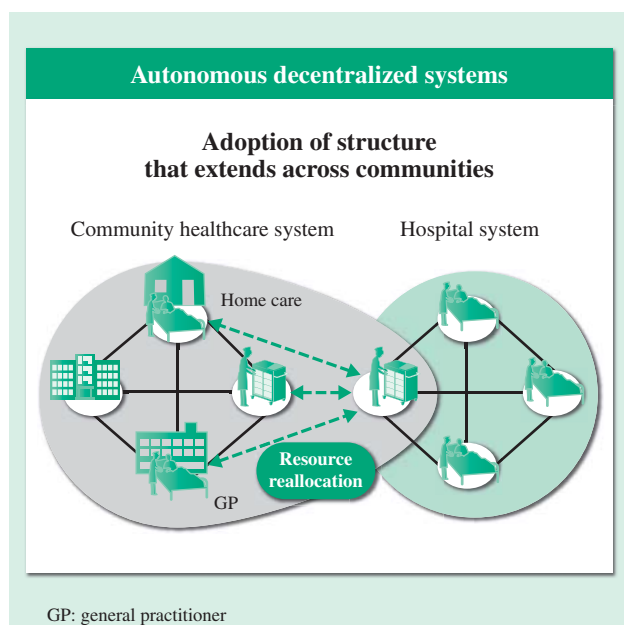 Autonomous decentralized systems
Adoption of structure
that extends across communities
Community healthcare system
Hospital system
Home care
Resource
reallocation
GP
GP: general practitioner